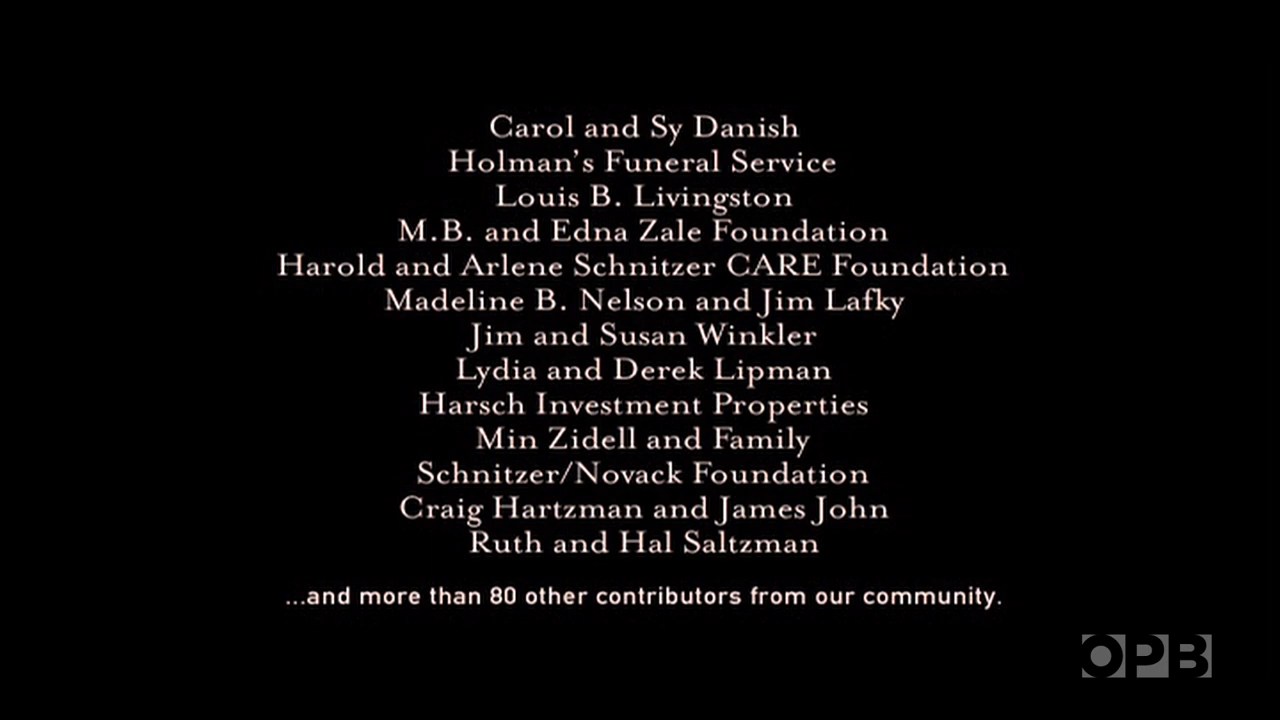 Carol and Sy Danish
Holman's Funeral Service
Louis B. Livingston
M.B. and Edna Zale Foundation
Harold and Arlene Schnitzer CARE Foundation
Madeline B. Nelson and Jim Lafky
Jim and Susan Winkler
Lydia and Derek Lipman
Harsch Investment Properties
Min Zidell and Family
Schnitzer/Novack Foundation
Craig Hartzman and James John
Ruth and Hal Saltzman
...and more than 80 other contributors from our community.
OPB